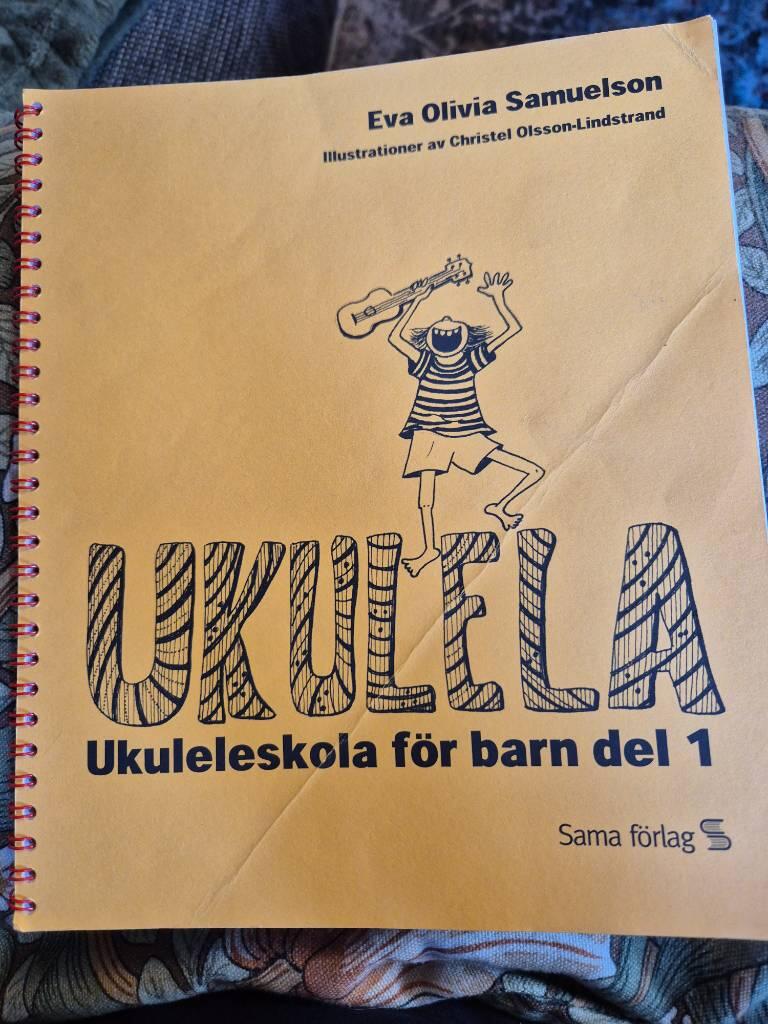 Eva Olivia Samuelson
Illustrationer av Christel Olsson-Lindstrand
UKULELA
Ukuleleskola för barn del 1
Sama förlag